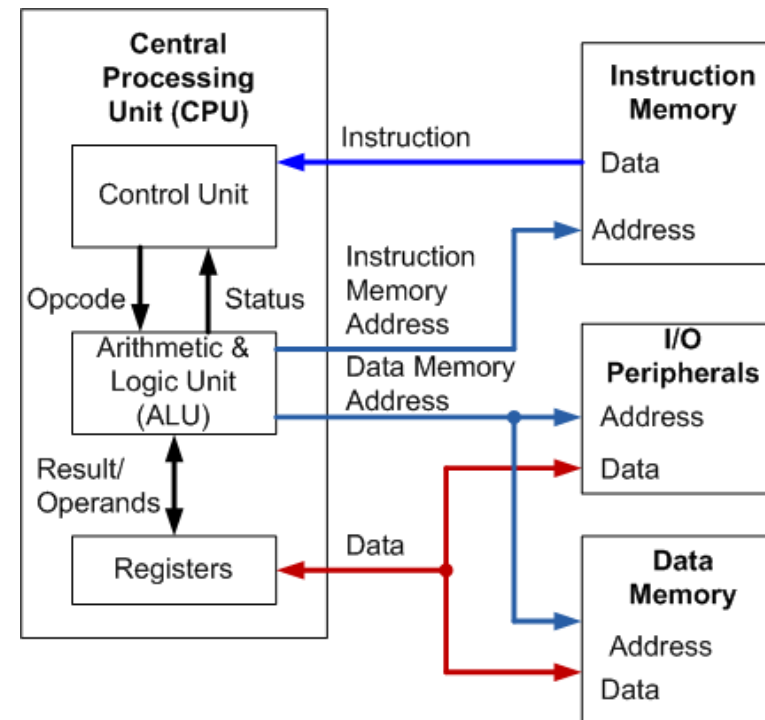 Central
Processing
Unit (CPU)
Control Unit
Opcode
Status
Arithmetic &
Logic Unit
(ALU)
Result/
Operands
Registers
Instruction
Instruction
Memory
Address
Data Memory
Address
Data
Instruction
Memory
Data
Address
I/O
Peripherals
Address
Data
Data
Memory
Address
Data